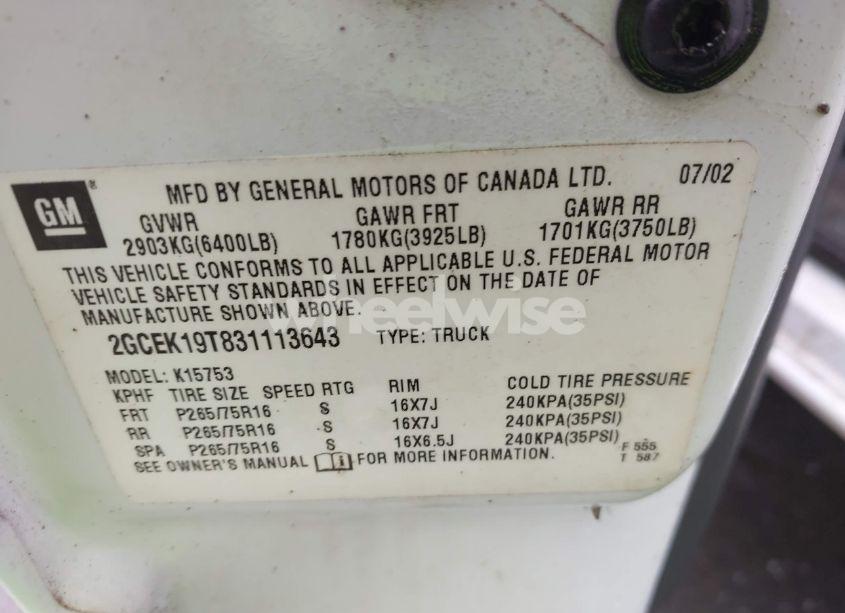 GM ®
MFD BY GENERAL MOTORS OF CANADA LTD. 07/02
GVWR GAWR FRT GAWR RR
2903KG(6400LB) 1780KG(3925LB) 1701KG(3750LB)
THIS VEHICLE CONFORMS TO ALL APPLICABLE U.S. FEDERAL MOTOR
VEHICLE SAFETY STANDARDS IN EFFECT ON THE DATE OF
MANUFACTURE SHOWN ABOVE.
wheelwise
2GCEK19T831113643 TYPE: TRUCK
MODEL: K15753
KPHF TIRE SIZE SPEED RTG RIM COLD TIRE PRESSURE
FRT P265/75R16 S 16X7J 240KPA(35PSI)
RR P265/75R16 S 16X7J 240KPA(35PSI)
SPA P265/75R16 S 16X6.5J 240KPA(35PSI)
SEE OWNER'S MANUAL i FOR MORE INFORMATION.
F 555
T 587